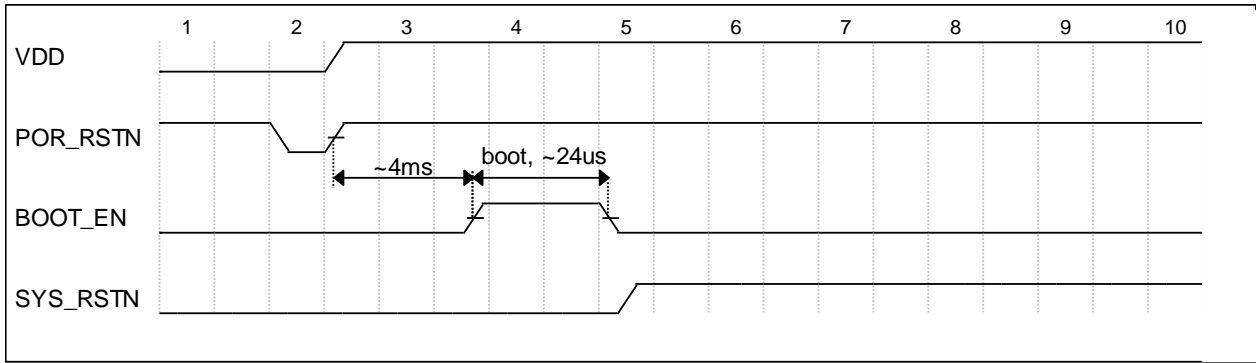 1 2 3 4 5 6 7 8 9 10
VDD
POR_RSTN
~4ms
boot, ~24us
BOOT_EN
SYS_RSTN